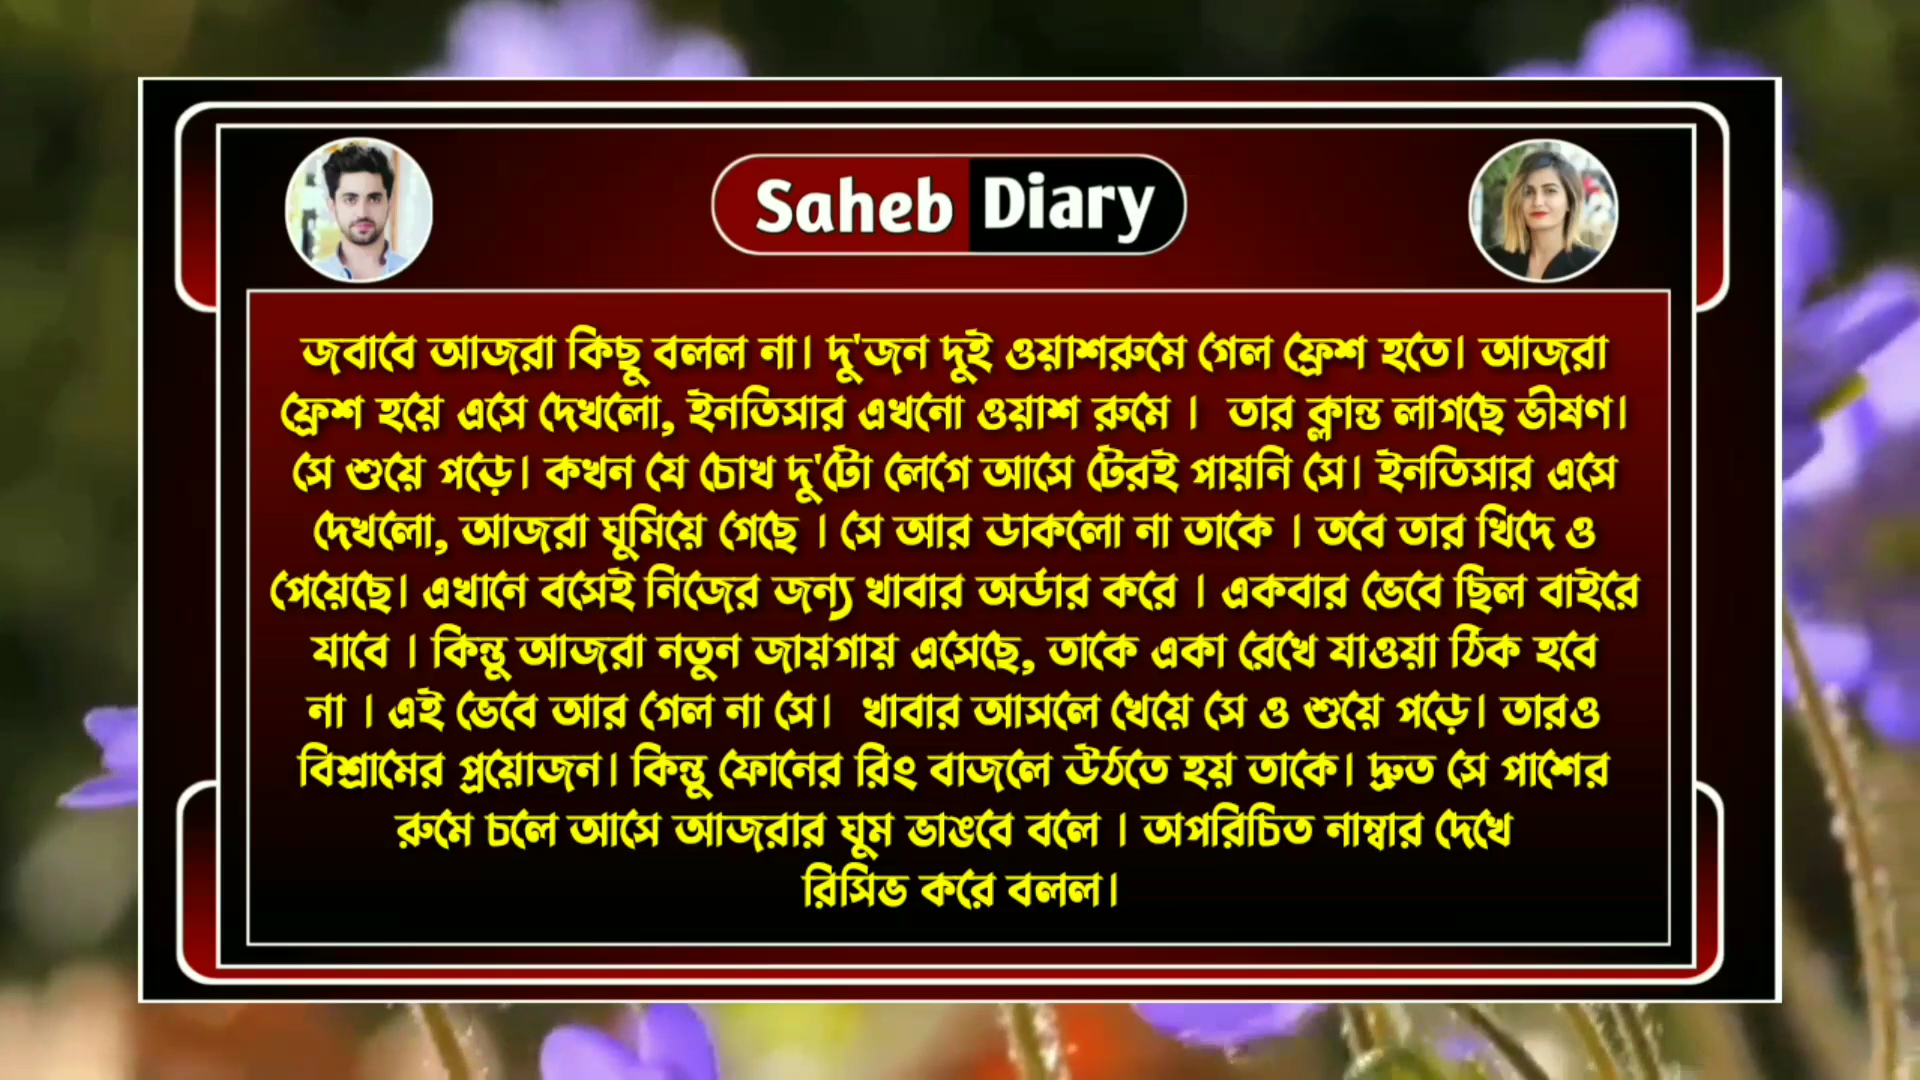 Saheb Diary
জবাবে আজরা কিছু বলল না। দু'জন দুই ওয়াশরুমে গেল ফ্রেশ হতে। আজরা
ফ্রেশ হয়ে এসে দেখলো, ইনতিসার এখনো ওয়াশ রুমে । তার ক্লান্ত লাগছে ভীষণ।
সে শুয়ে পড়ে। কখন যে চোখ দু'টো লেগে আসে টেরই পায়নি সে। ইনতিসার এসে
দেখলো, আজরা ঘুমিয়ে গেছে । সে আর ডাকলো না তাকে । তবে তার খিদে ও
পেয়েছে। এখানে বসেই নিজের জন্য খাবার অর্ডার করে । একবার ভেবে ছিল বাইরে
যাবে । কিন্তু আজরা নতুন জায়গায় এসেছে, তাকে একা রেখে যাওয়া ঠিক হবে
না । এই ভেবে আর গেল না সে। খাবার আসলে খেয়ে সে ও শুয়ে পড়ে। তারও
বিশ্রামের প্রয়োজন। কিন্তু ফোনের রিং বাজলে উঠতে হয় তাকে। দ্রুত সে পাশের
রুমে চলে আসে আজরার ঘুম ভাঙবে বলে । অপরিচিত নাম্বার দেখে
রিসিভ করে বলল।